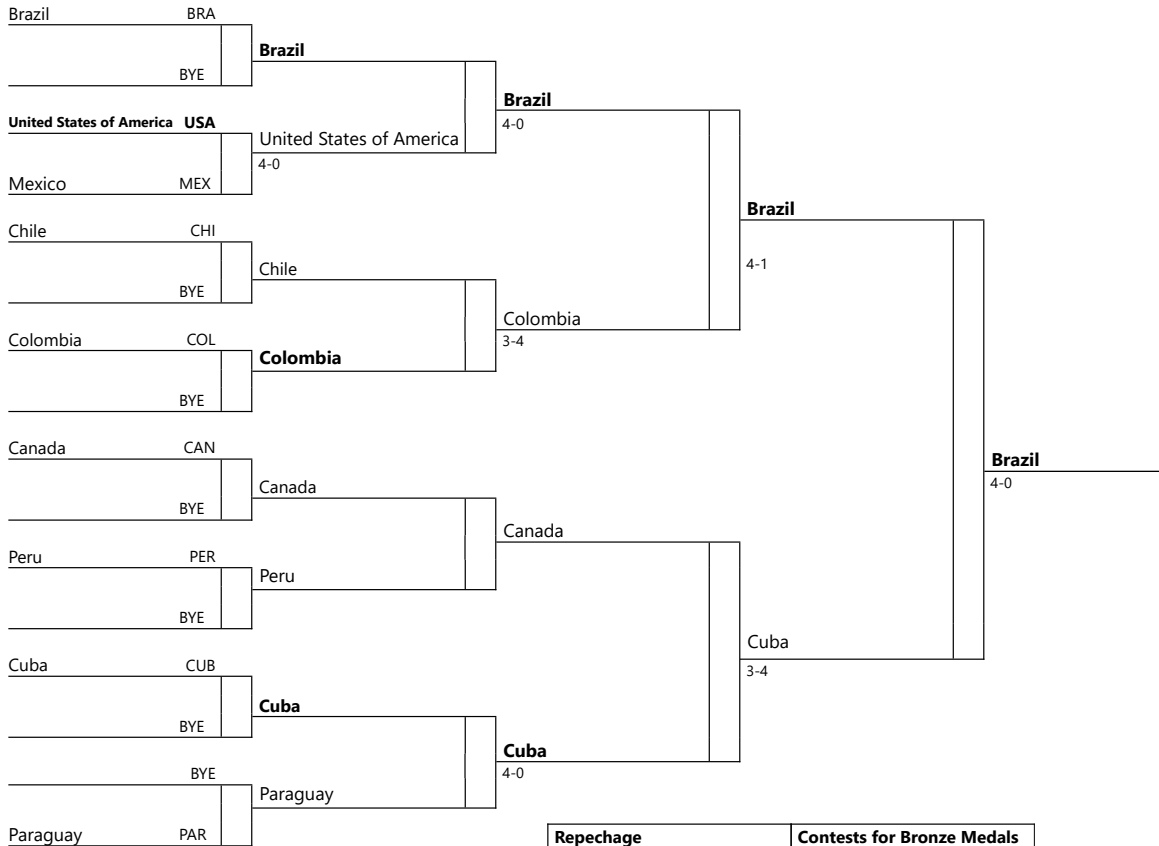 Brazil BRA
BYE
Brazil
United States of America USA
Mexico MEX
United States of America
4-0
Brazil
4-0
Chile CHI
BYE
Chile
Colombia COL
BYE
Colombia
Colombia
3-4
Brazil
4-1
Canada CAN
BYE
Canada
Peru PER
BYE
Peru
Canada
Cuba CUB
BYE
Cuba
BYE
Paraguay PAR
Paraguay
Cuba
4-0
Cuba
3-4
Brazil
4-0
Repechage Contests for Bronze Medals